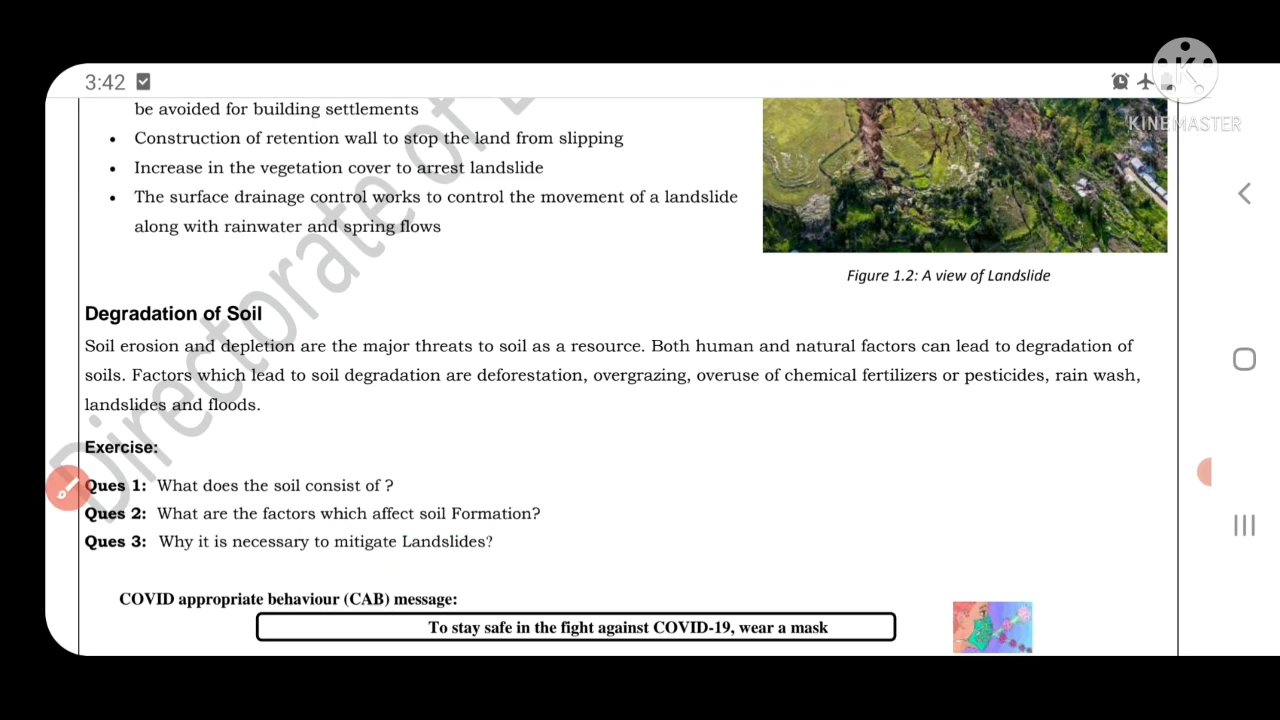 3:42
KINEMASTER
be avoided for building settlements
• Construction of retention wall to stop the land from slipping
• Increase in the vegetation cover to arrest landslide
• The surface drainage control works to control the movement of a landslide
along with rainwater and spring flows
Figure 1.2: A view of Landslide
Directorate of
Degradation of Soil
Soil erosion and depletion are the major threats to soil as a resource. Both human and natural factors can lead to degradation of
soils. Factors which lead to soil degradation are deforestation, overgrazing, overuse of chemical fertilizers or pesticides, rain wash,
landslides and floods.
Exercise:
Ques 1: What does the soil consist of ?
Ques 2: What are the factors which affect soil Formation?
Ques 3: Why it is necessary to mitigate Landslides?
COVID appropriate behaviour (CAB) message:
To stay safe in the fight against COVID-19, wear a mask